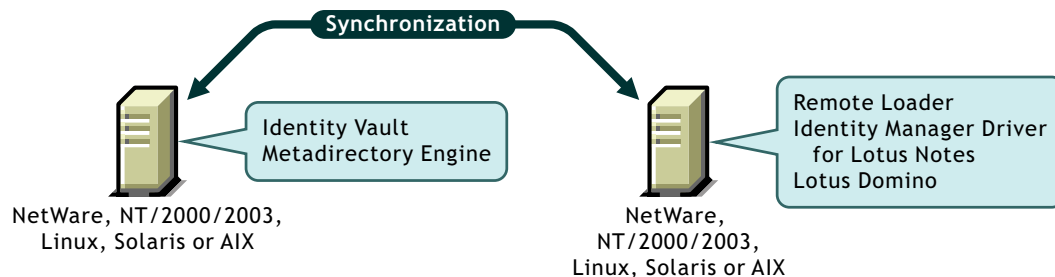 Synchronization
Identity Vault
Metadirectory Engine
Remote Loader
Identity Manager Driver
for Lotus Notes
Lotus Domino
NetWare, NT/2000/2003,
Linux, Solaris or AIX
NetWare,
NT/2000/2003,
Linux, Solaris or AIX